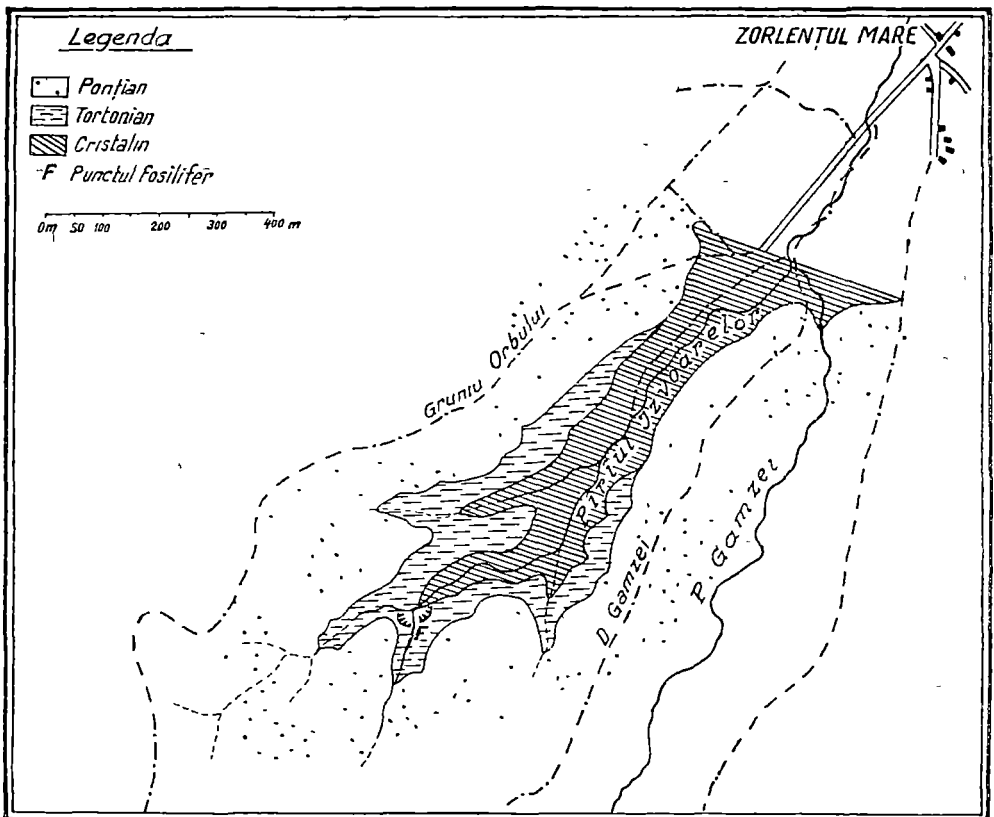 Legenda
ZORLENTUL MARE
Ponțian
Tortonian
Cristalin
F Punctul Fosilifer
0m 50 100 200 300 400 m
Gruniu Orbului
Pîrîul Izvoarelor
D Gamzei
P. Gamzei
F